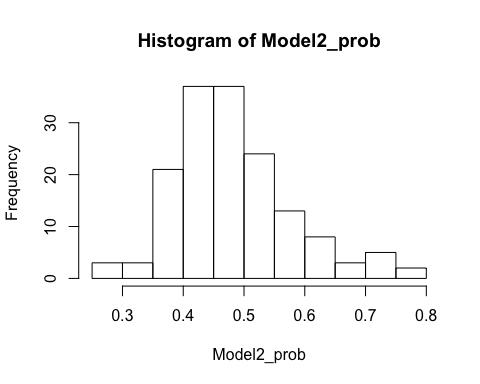 Histogram of Model2_prob
Frequency
0 10 20 30
0.3 0.4 0.5 0.6 0.7 0.8
Model2_prob